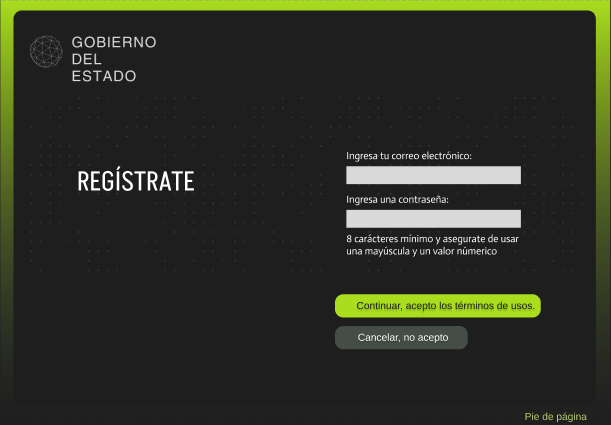 GOBIERNO
DEL
ESTADO
REGÍSTRATE
Ingresa tu correo electrónico:
Ingresa una contraseña:
8 carácteres mínimo y asegurate de usar
una mayúscula y un valor númerico
Continuar, acepto los términos de usos.
Cancelar, no acepto
Pie de página